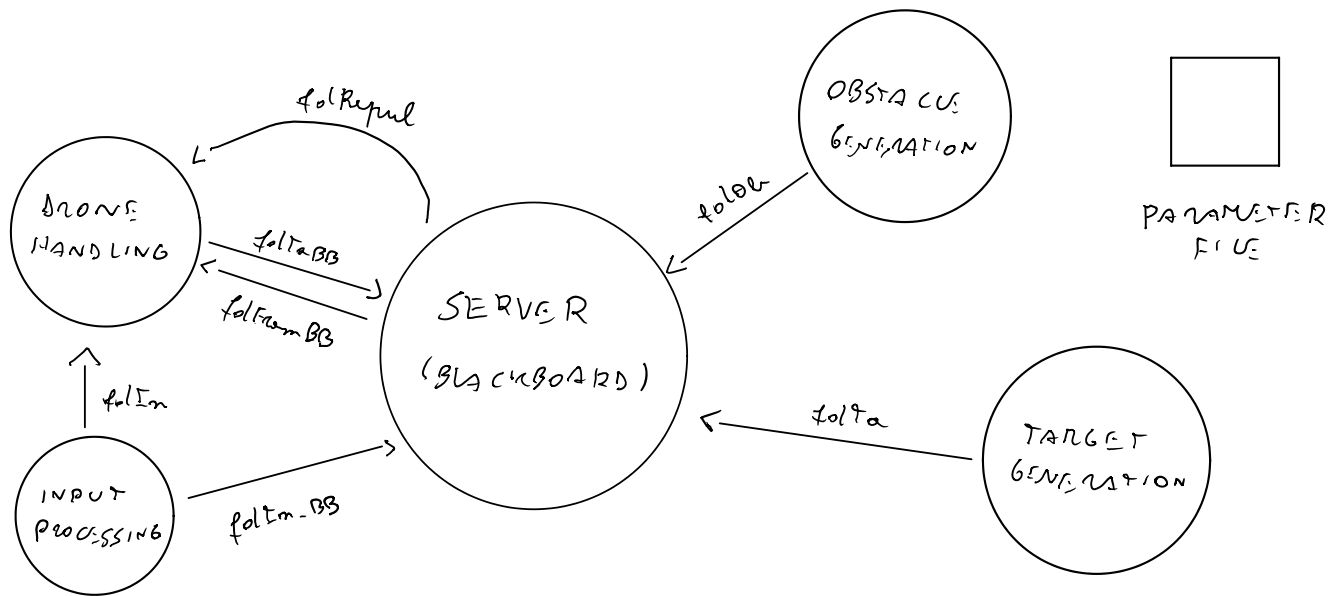 fdRepul
OBSTACLE
GENERATION
DRONE
HANDLING
fdToBB
fdFromBB
fdOb
PARAMETER
FILE
SERVER
(BLACKBOARD)
fdIn
fdTa
TARGET
GENERATION
INPUT
PROCESSING
fdIn_BB